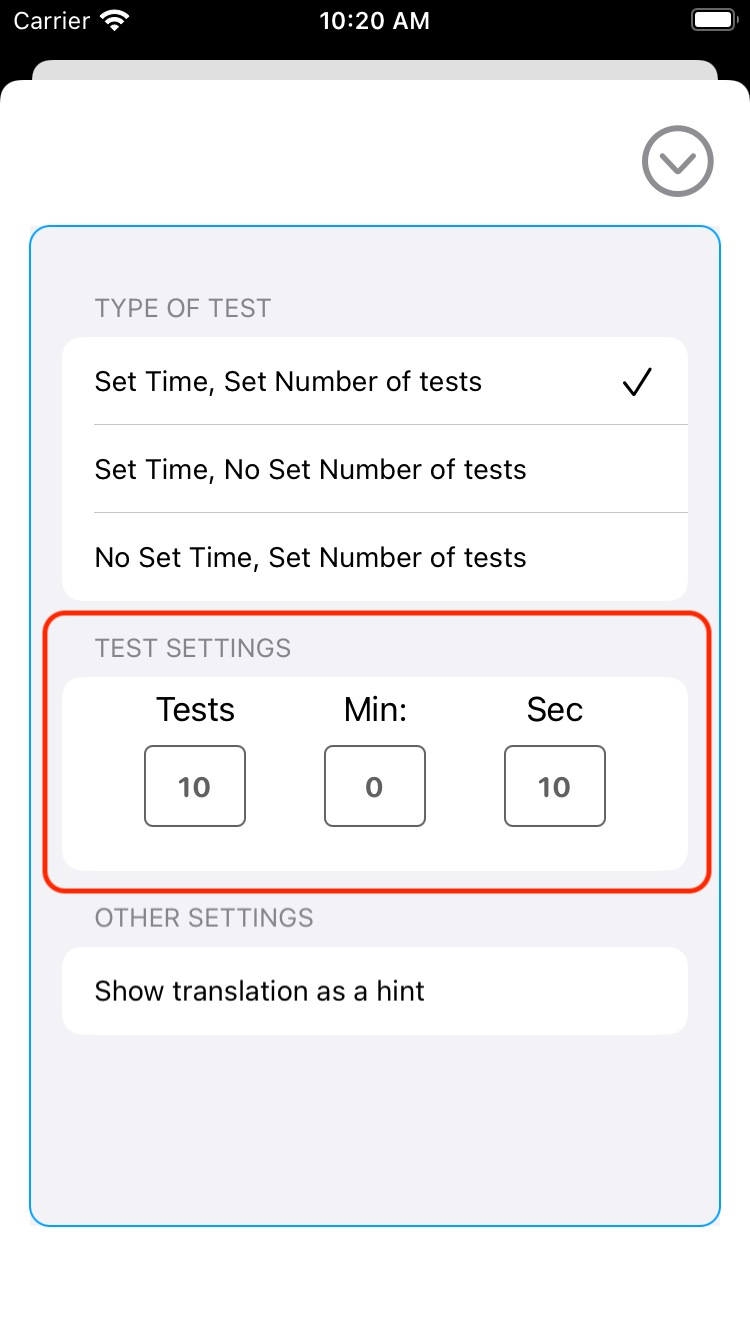 Carrier 10:20 AM
TYPE OF TEST
Set Time, Set Number of tests
Set Time, No Set Number of tests
No Set Time, Set Number of tests
TEST SETTINGS
Tests Min: Sec
10 0 10
OTHER SETTINGS
Show translation as a hint